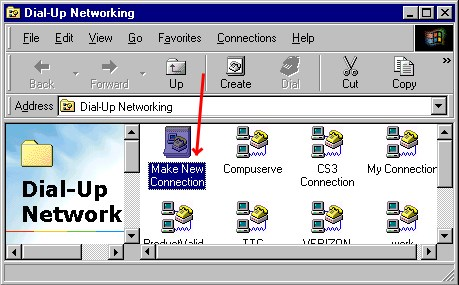 Dial-Up Networking
File Edit View Go Favorites Connections Help
Back Forward Up Create Dial Cut Copy »
Address Dial-Up Networking
Dial-Up
Network
Make New
Connection
Compuserve
CS3
Connection
My Connection
ProductValid
TTG
VERIZON
work